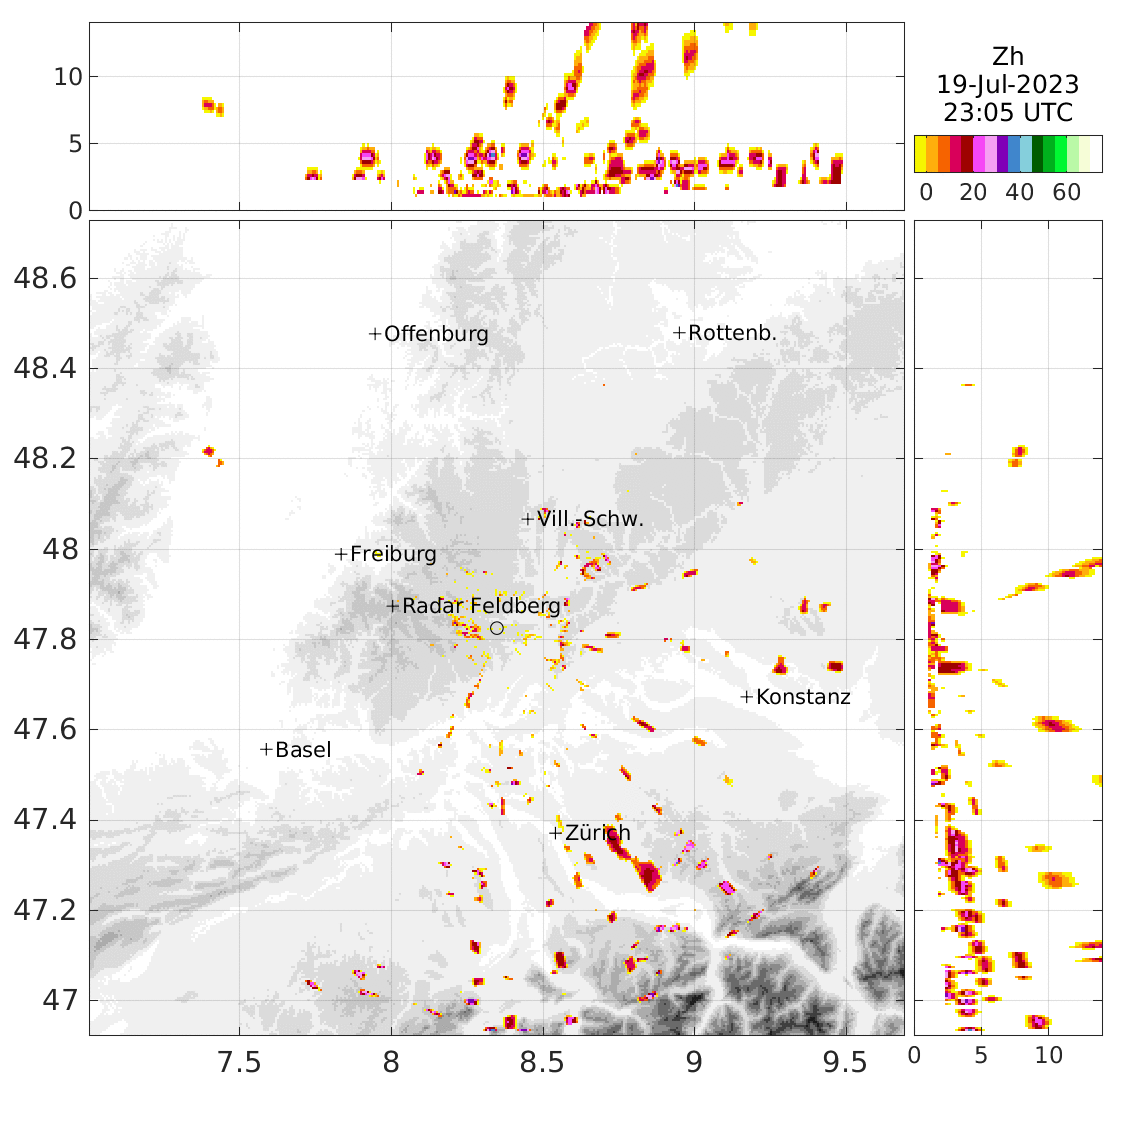 Zh
19-Jul-2023
23:05 UTC
10
5
0
0 20 40 60
48.6
48.4
48.2
48
47.8
47.6
47.4
47.2
47
+Offenburg
+Rottenb.
+Vill.-Schw.
+Freiburg
+Radar Feldberg
+Konstanz
+Basel
+Zürich
7.5 8 8.5 9 9.5
0 5 10